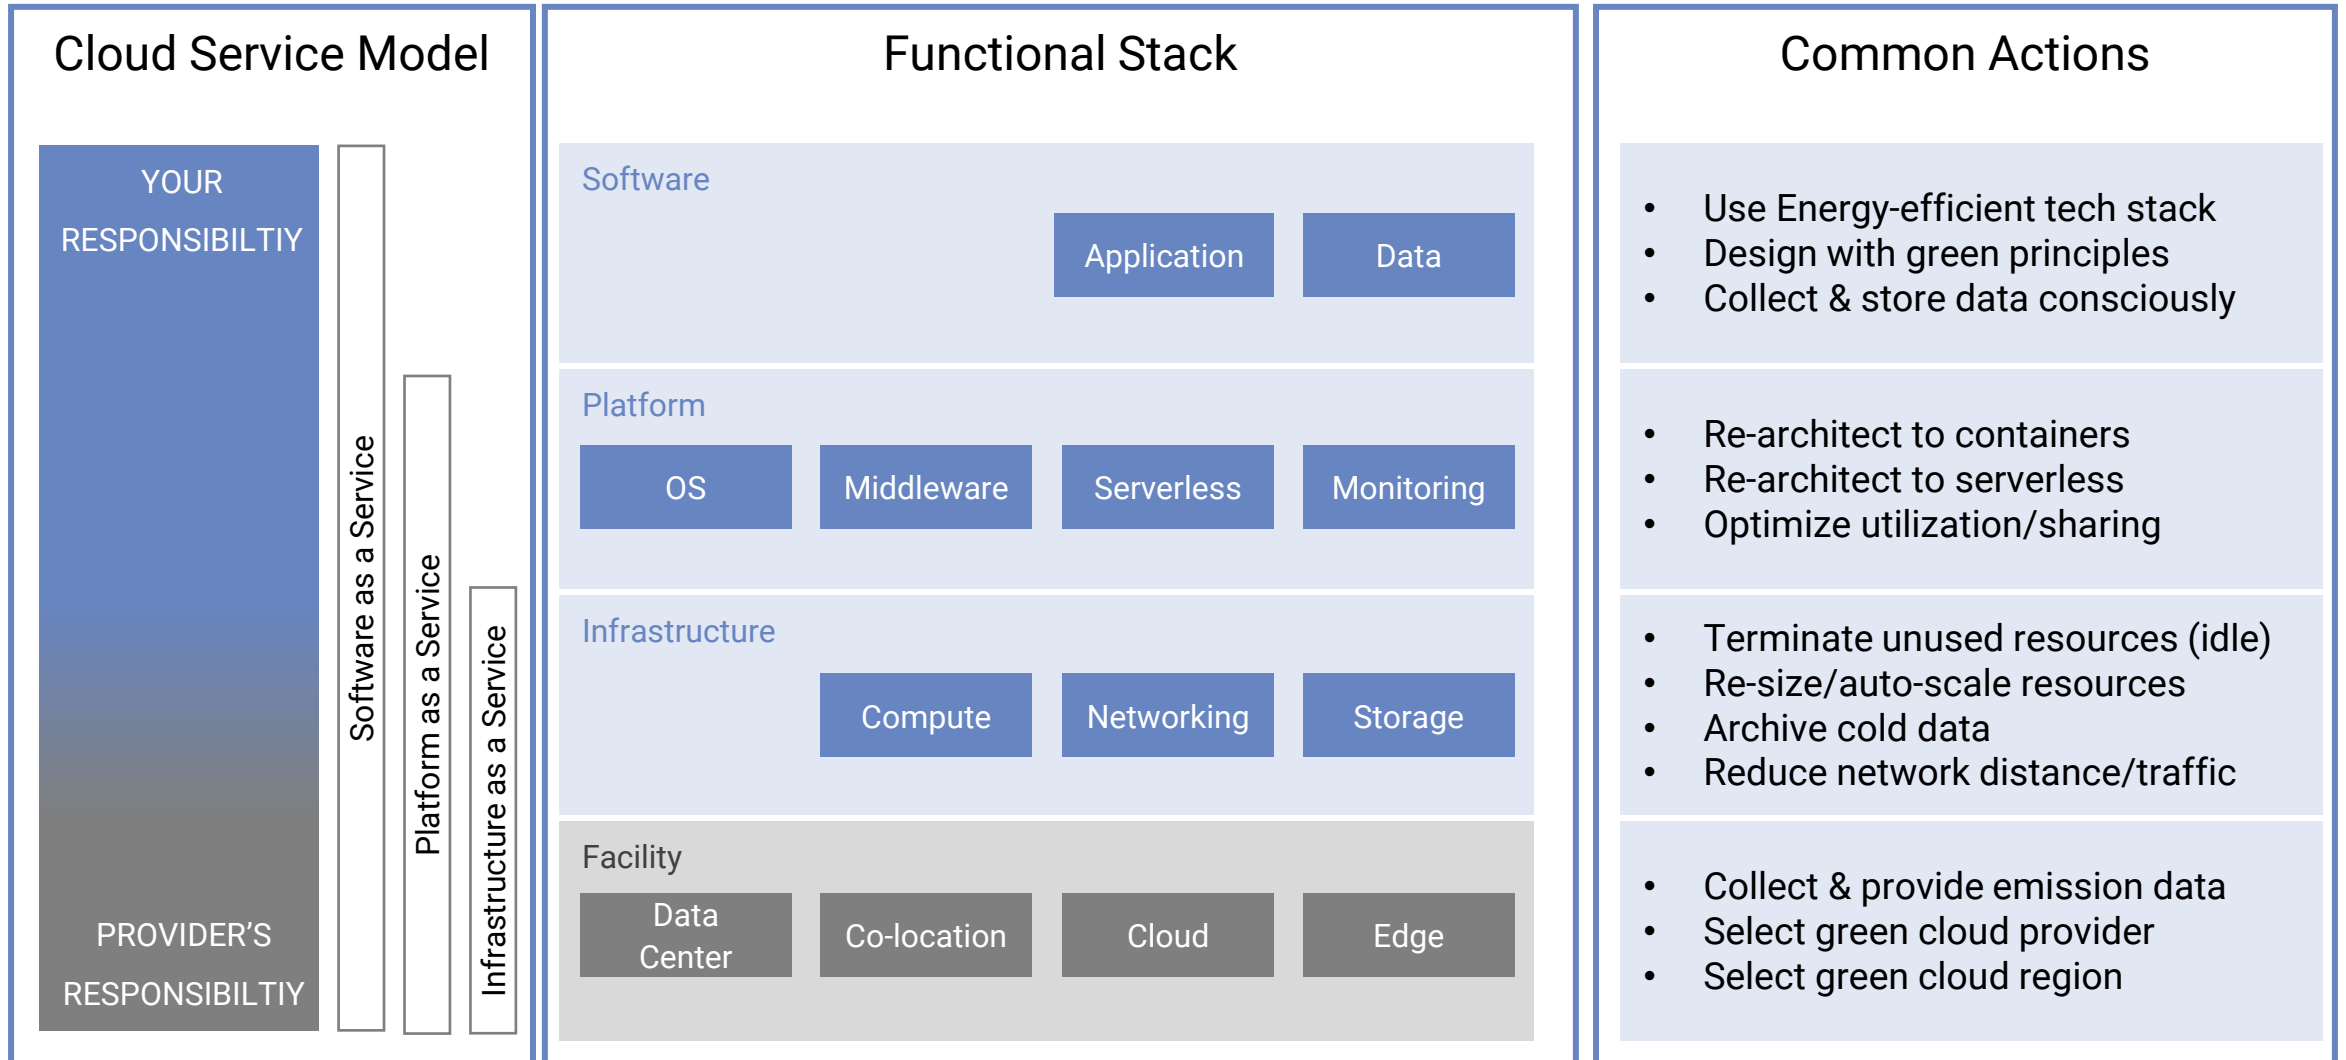 Cloud Service Model
YOUR
RESPONSIBILTIY
PROVIDER’S
RESPONSIBILTIY
Software as a Service
Platform as a Service
Infrastructure as a Service
Functional Stack
Software
Application
Data
Platform
OS
Middleware
Serverless
Monitoring
Infrastructure
Compute
Networking
Storage
Facility
Data
Center
Co-location
Cloud
Edge
Common Actions
• Use Energy-efficient tech stack
• Design with green principles
• Collect & store data consciously
• Re-architect to containers
• Re-architect to serverless
• Optimize utilization/sharing
• Terminate unused resources (idle)
• Re-size/auto-scale resources
• Archive cold data
• Reduce network distance/traffic
• Collect & provide emission data
• Select green cloud provider
• Select green cloud region